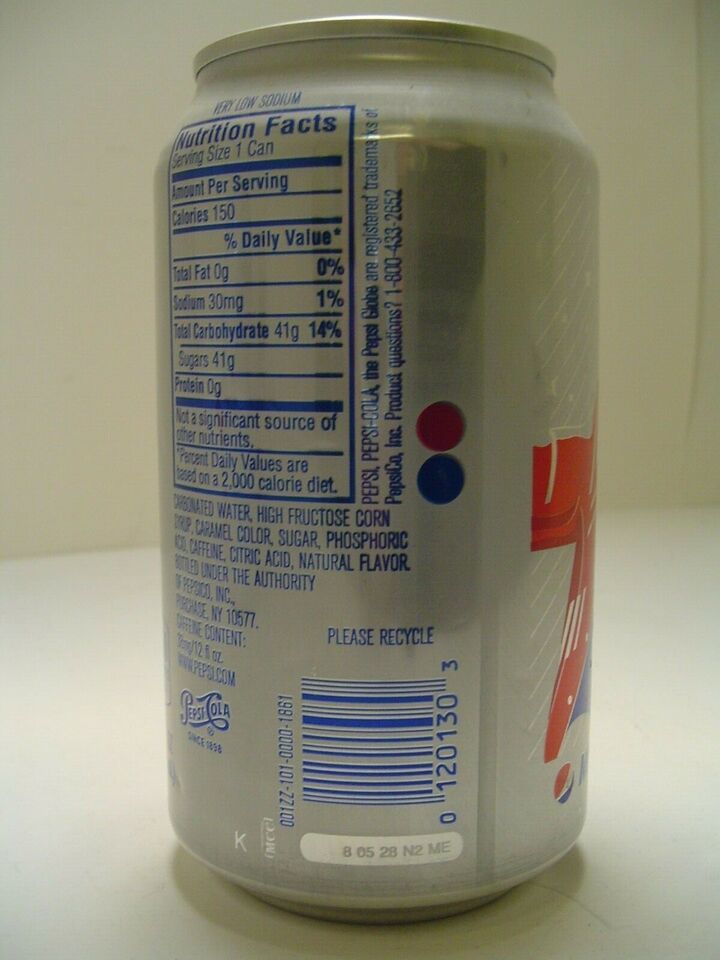 VERY LOW SODIUM
Nutrition Facts
Serving Size 1 Can
Amount Per Serving
Calories 150
% Daily Value*
Total Fat 0g 0%
Sodium 30mg 1%
Total Carbohydrate 41g 14%
Sugars 41g
Protein 0g
Not a significant source of
other nutrients.
*Percent Daily Values are
based on a 2,000 calorie diet.
PEPSI, PEPSI-COLA, the Pepsi Globe are registered trademarks of
PepsiCo, Inc. Product questions? 1-800-433-2652
CARBONATED WATER, HIGH FRUCTOSE CORN
SYRUP, CARAMEL COLOR, SUGAR, PHOSPHORIC
ACID, CAFFEINE, CITRIC ACID, NATURAL FLAVOR.
BOTTLED UNDER THE AUTHORITY
OF PEPSICO, INC.,
PURCHASE, NY 10577.
CAFFEINE CONTENT:
38mg/12 fl oz.
WWW.PEPSI.COM
PEPSI-COLA
®
SINCE 1898
PLEASE RECYCLE
001ZZ-101-0000-1861
0 120130 3
K
MCC
8 05 28 N2 ME